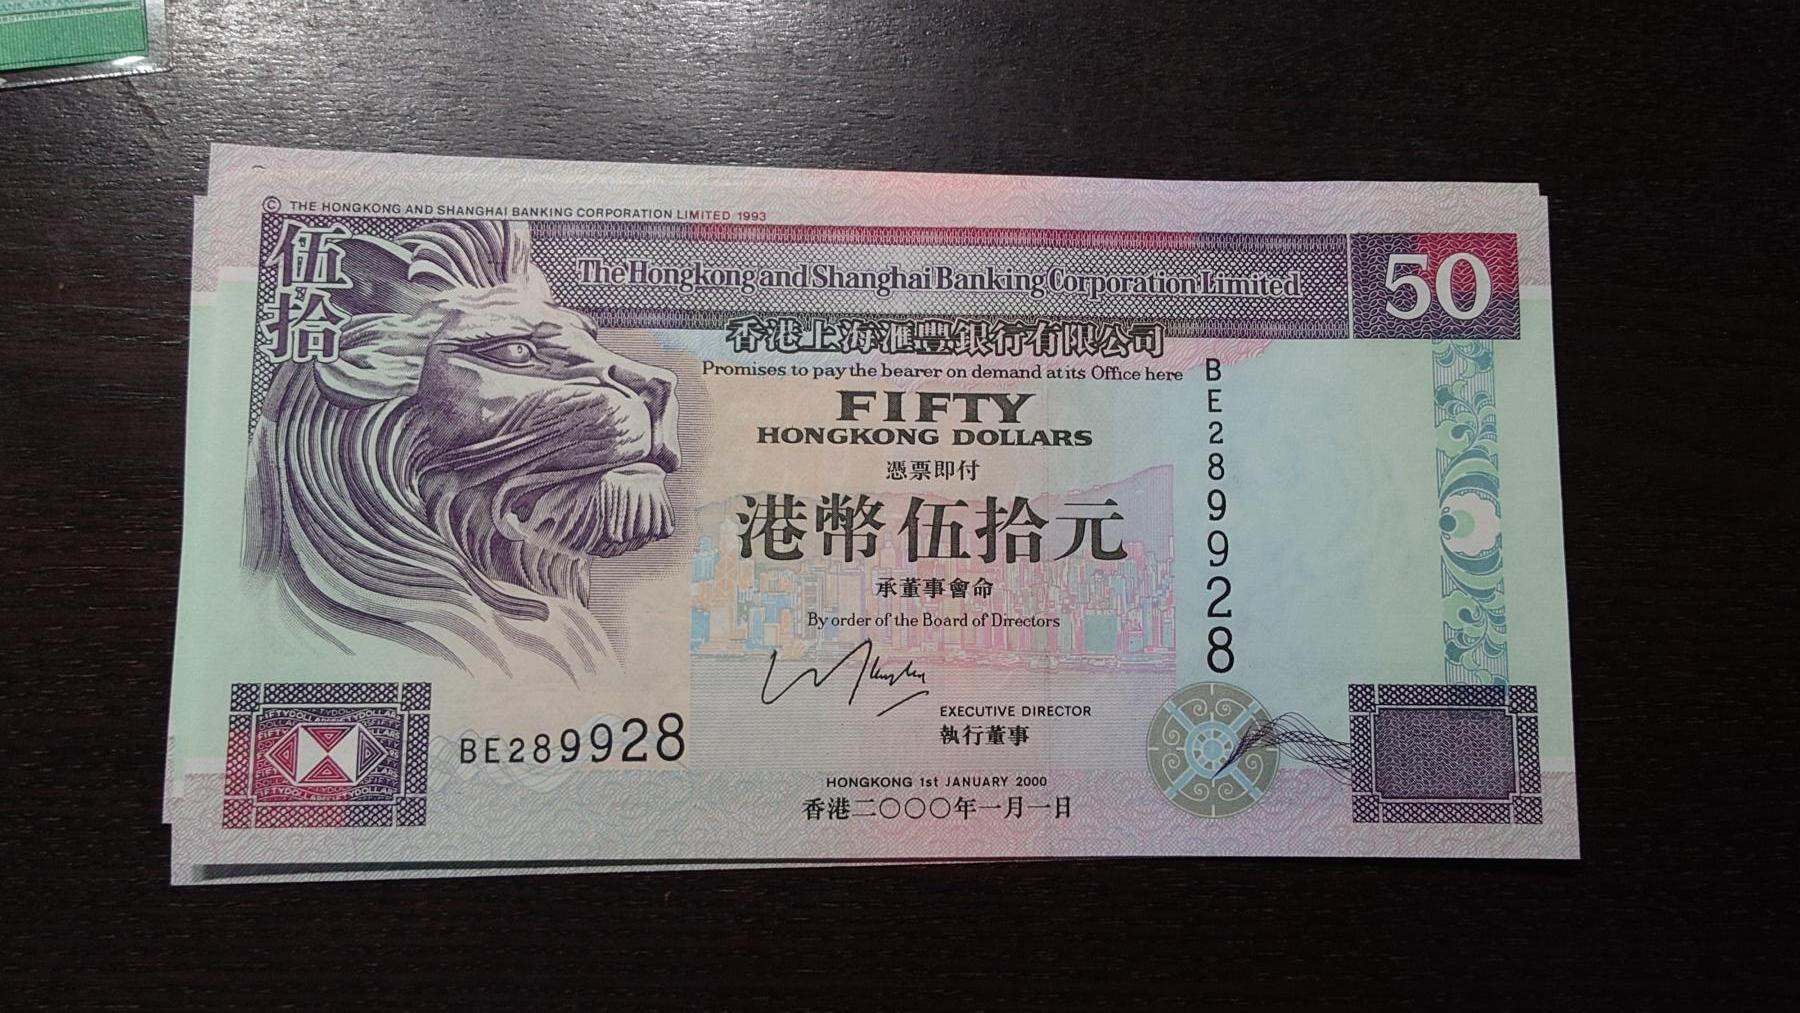 © THE HONGKONG AND SHANGHAI BANKING CORPORATION LIMITED 1993
伍拾
The Hongkong and Shanghai Banking Corporation Limited
50
香港上海滙豐銀行有限公司
Promises to pay the bearer on demand at its Office here
FIFTY
HONGKONG DOLLARS
憑票即付
港幣伍拾元
承董事會命
By order of the Board of Directors
BE289928
EXECUTIVE DIRECTOR
執行董事
BE289928
HONGKONG 1st JANUARY 2000
香港二〇〇〇年一月一日